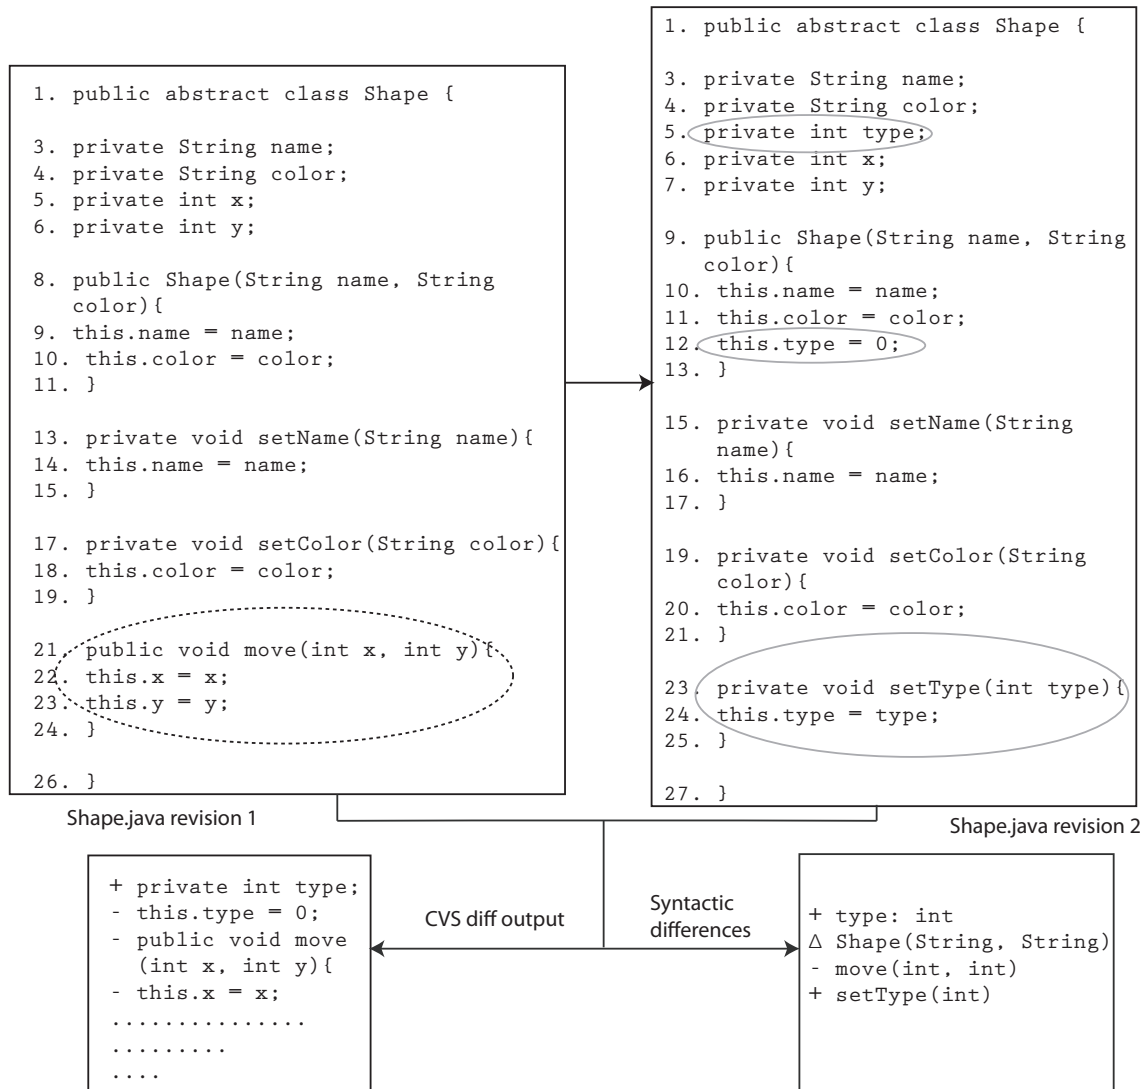 1. public abstract class Shape {
3. private String name;
4. private String color;
5. private int x;
6. private int y;
8. public Shape(String name, String
color){
9. this.name = name;
10. this.color = color;
11. }
13. private void setName(String name){
14. this.name = name;
15. }
17. private void setColor(String color){
18. this.color = color;
19. }
21. public void move(int x, int y){
22. this.x = x;
23. this.y = y;
24. }
26. }
Shape.java revision 1
1. public abstract class Shape {
3. private String name;
4. private String color;
5. private int type;
6. private int x;
7. private int y;
9. public Shape(String name, String
color){
10. this.name = name;
11. this.color = color;
12. this.type = 0;
13. }
15. private void setName(String
name){
16. this.name = name;
17. }
19. private void setColor(String
color){
20. this.color = color;
21. }
23. private void setType(int type){
24. this.type = type;
25. }
27. }
Shape.java revision 2
+ private int type;
- this.type = 0;
- public void move
(int x, int y){
- this.x = x;
...............
.........
....
CVS diff output
Syntactic
differences
+ type: int
Δ Shape(String, String)
- move(int, int)
+ setType(int)